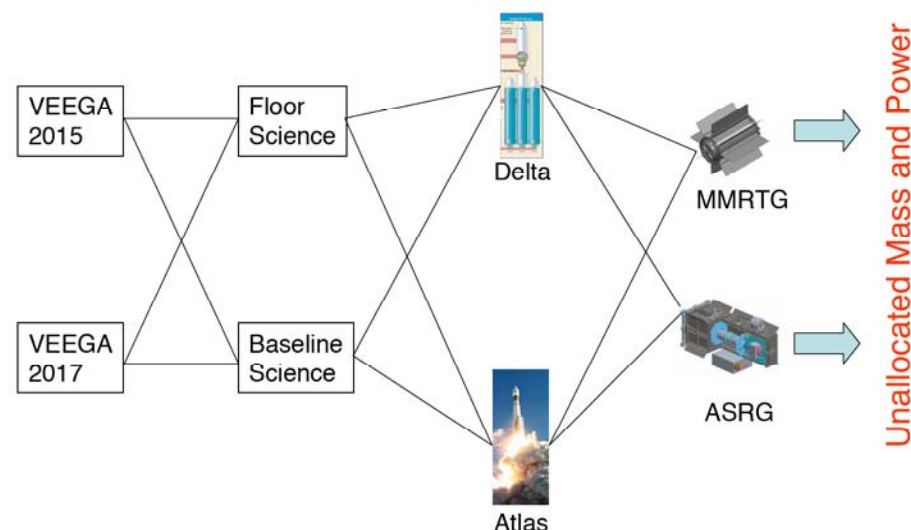 VEEGA
2015
Floor
Science
Delta
MMRTG
VEEGA
2017
Baseline
Science
Atlas
ASRG
Unallocated Mass and Power